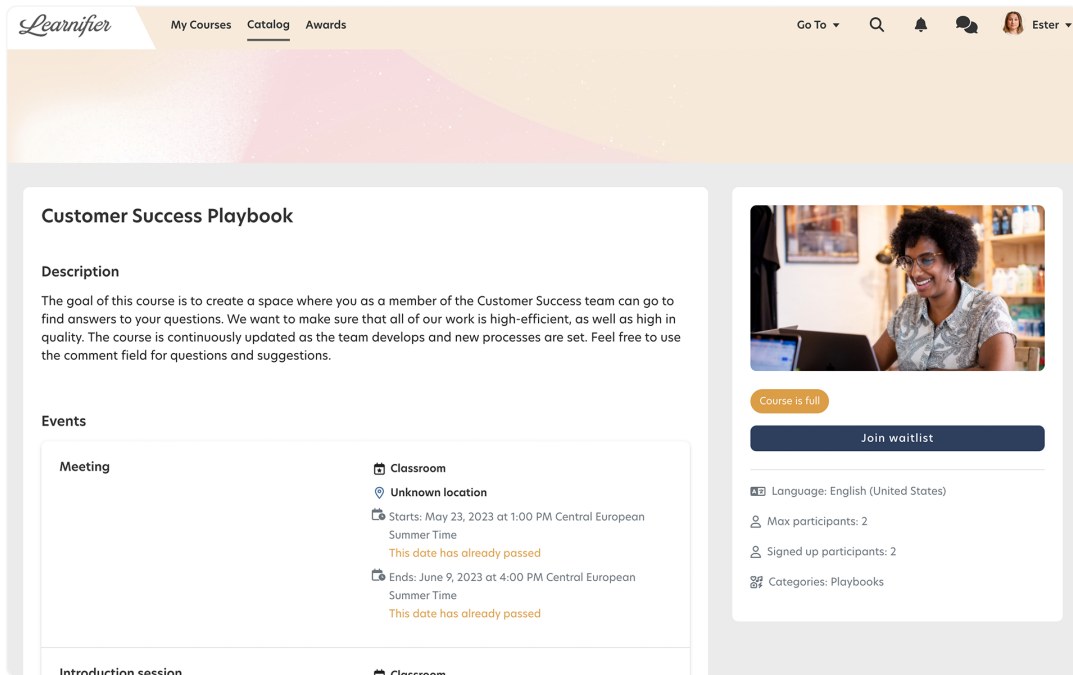 Learnifier
My Courses
Catalog
Awards
Go To
Ester
Customer Success Playbook
Description
The goal of this course is to create a space where you as a member of the Customer Success team can go to
find answers to your questions. We want to make sure that all of our work is high-efficient, as well as high in
quality. The course is continuously updated as the team develops and new processes are set. Feel free to use
the comment field for questions and suggestions.
Events
Meeting
Classroom
Unknown location
Starts: May 23, 2023 at 1:00 PM Central European
Summer Time
This date has already passed
Ends: June 9, 2023 at 4:00 PM Central European
Summer Time
This date has already passed
Introduction session
Classroom
Course is full
Join waitlist
Language: English (United States)
Max participants: 2
Signed up participants: 2
Categories: Playbooks